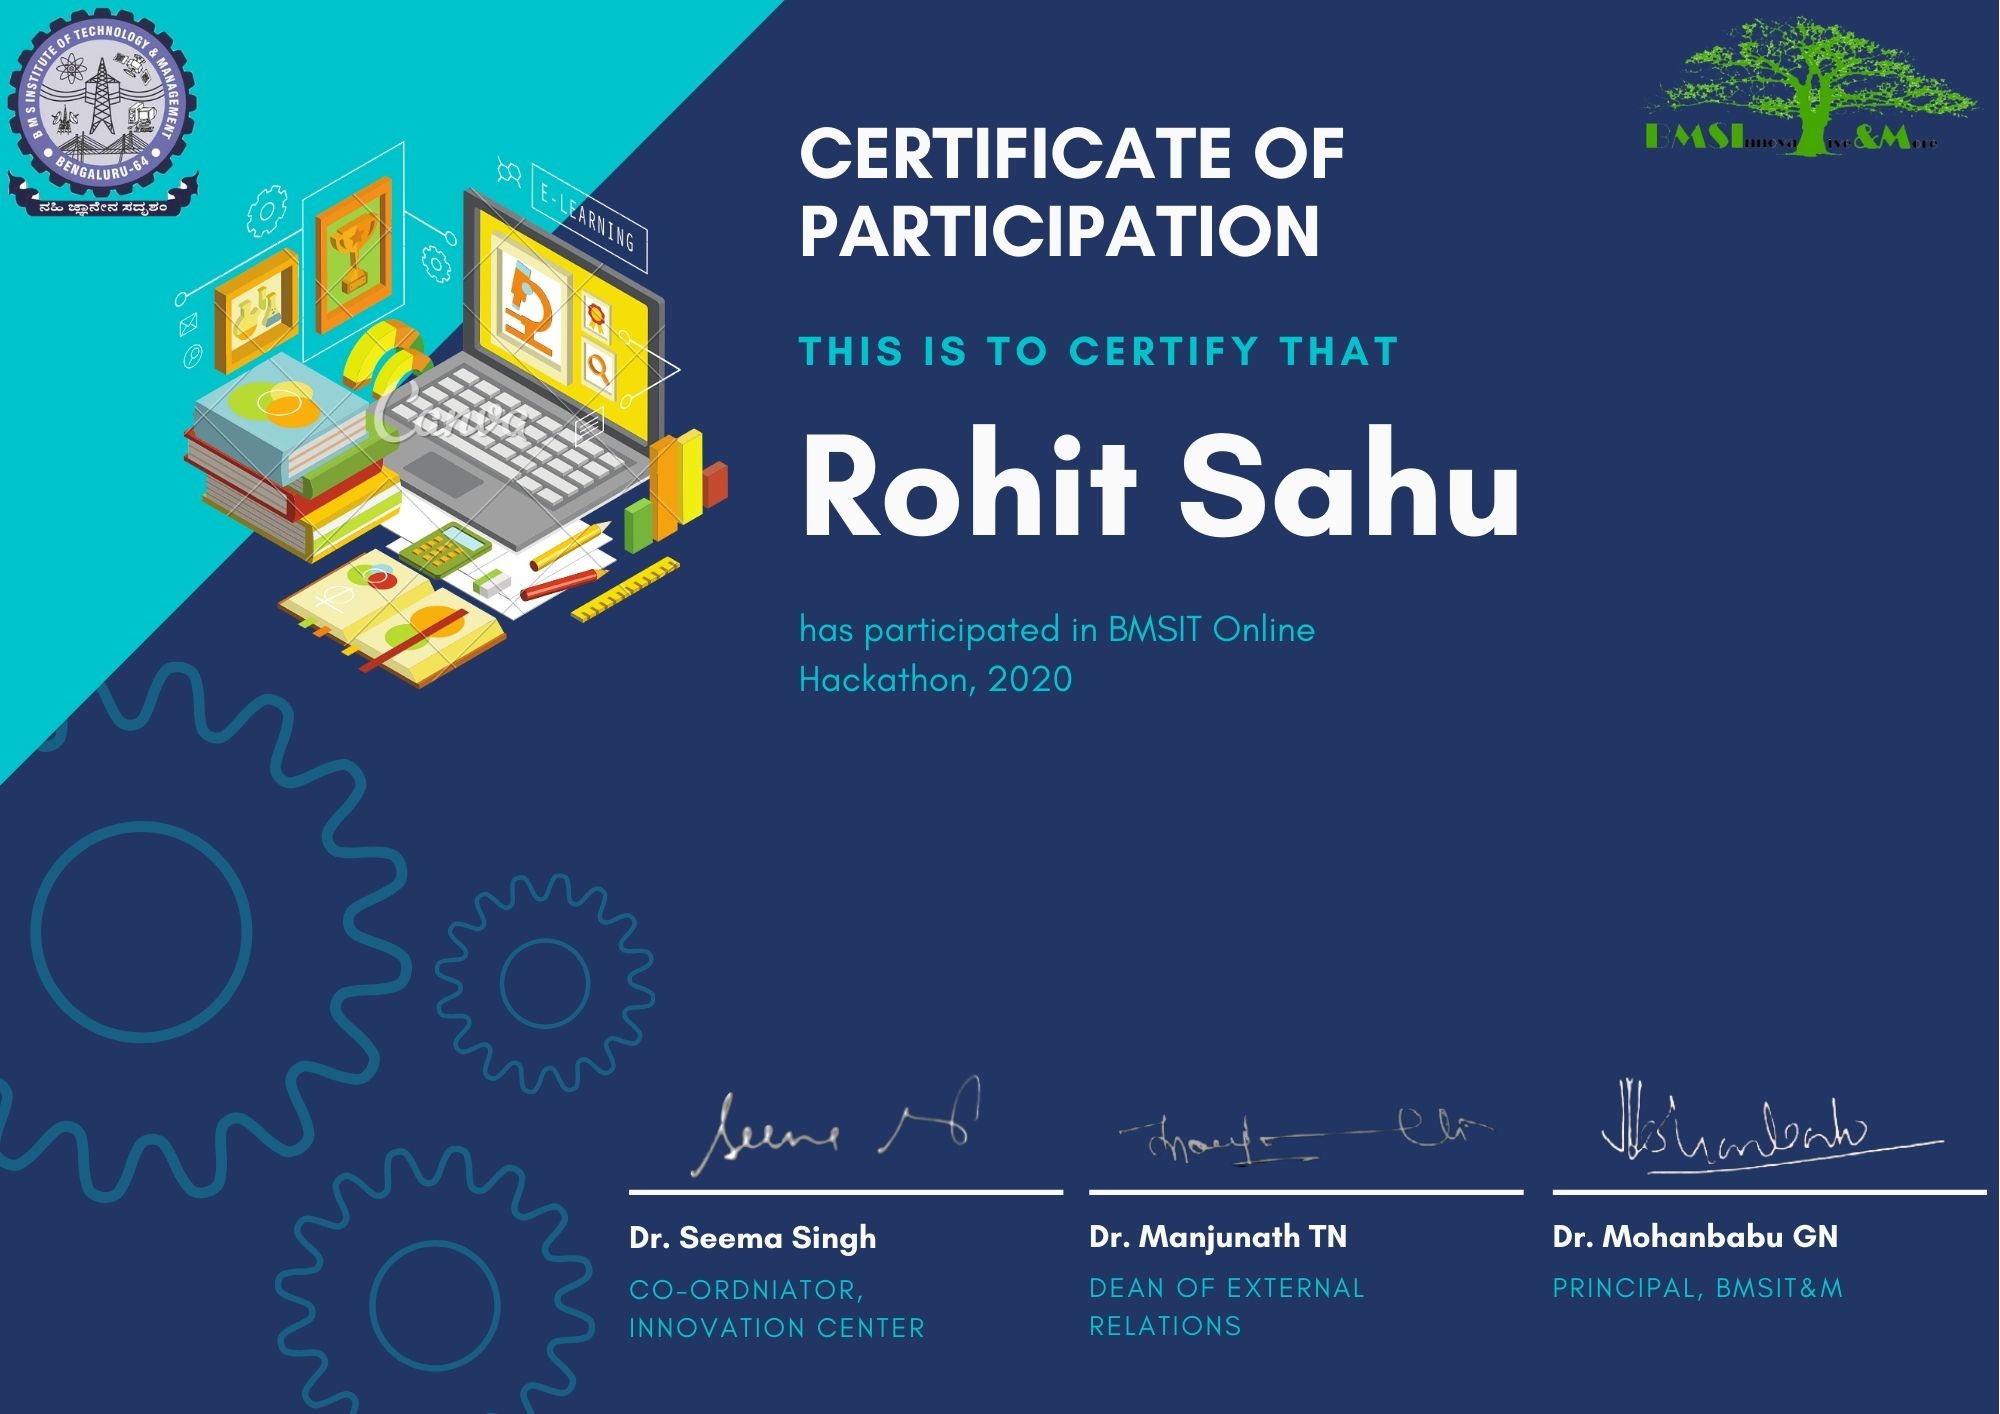 B M S INSTITUTE OF TECHNOLOGY & MANAGEMENT
BENGALURU-64
ನಹಿ ಜ್ಞಾನೇನ ಸದೃಶಂ
BMSInnovative&More
E-LEARNING
Canva
CERTIFICATE OF
PARTICIPATION
THIS IS TO CERTIFY THAT
Rohit Sahu
has participated in BMSIT Online
Hackathon, 2020
Seema
Dr. Seema Singh
CO-ORDNIATOR,
INNOVATION CENTER
Dr. Manjunath TN
DEAN OF EXTERNAL
RELATIONS
Dr. Mohanbabu GN
PRINCIPAL, BMSIT&M